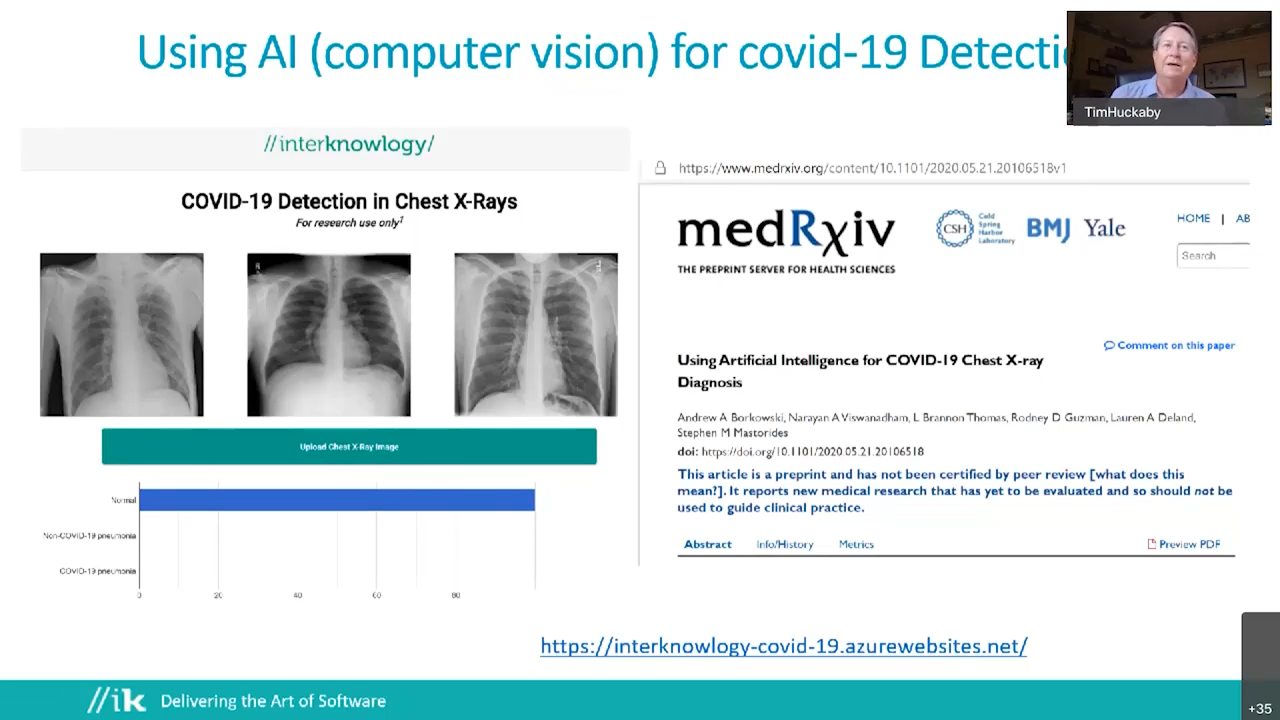 Using AI (computer vision) for covid-19 Detecti
TimHuckaby
//interknowlogy/
COVID-19 Detection in Chest X-Rays
For research use only1
Upload Chest X-Ray Image
Normal
Non-COVID-19 pneumonia
COVID-19 pneumonia
0 20 40 60 80
https://www.medrxiv.org/content/10.1101/2020.05.21.20106518v1
medRxiv
THE PREPRINT SERVER FOR HEALTH SCIENCES
CSH Cold Spring Harbor Laboratory BMJ Yale
HOME | AB
Search
Comment on this paper
Using Artificial Intelligence for COVID-19 Chest X-ray
Diagnosis
Andrew A Borkowski, Narayan A Viswanadham, L Brannon Thomas, Rodney D Guzman, Lauren A Deland,
Stephen M Mastorides
doi: https://doi.org/10.1101/2020.05.21.20106518
This article is a preprint and has not been certified by peer review [what does this
mean?]. It reports new medical research that has yet to be evaluated and so should not be
used to guide clinical practice.
Abstract Info/History Metrics Preview PDF
https://interknowlogy-covid-19.azurewebsites.net/
//ik Delivering the Art of Software
+35